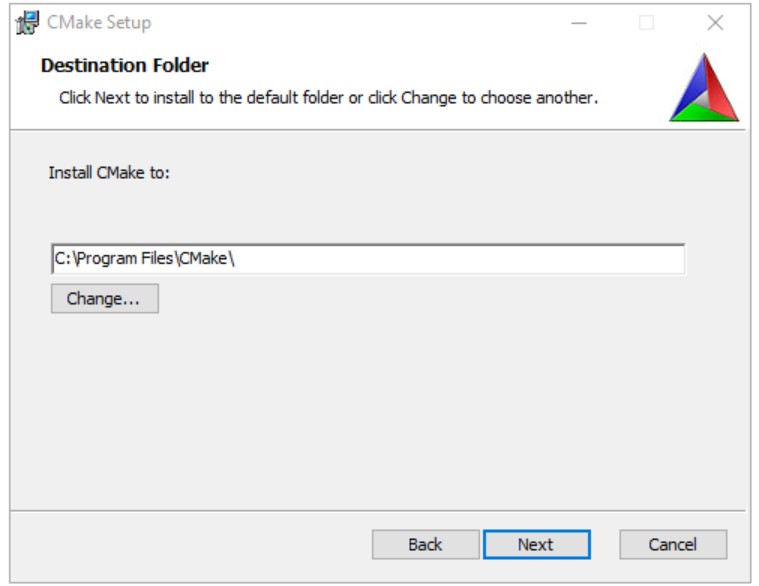 CMake Setup
Destination Folder
Click Next to install to the default folder or click Change to choose another.
Install CMake to:
C:\Program Files\CMake\
Change...
Back
Next
Cancel